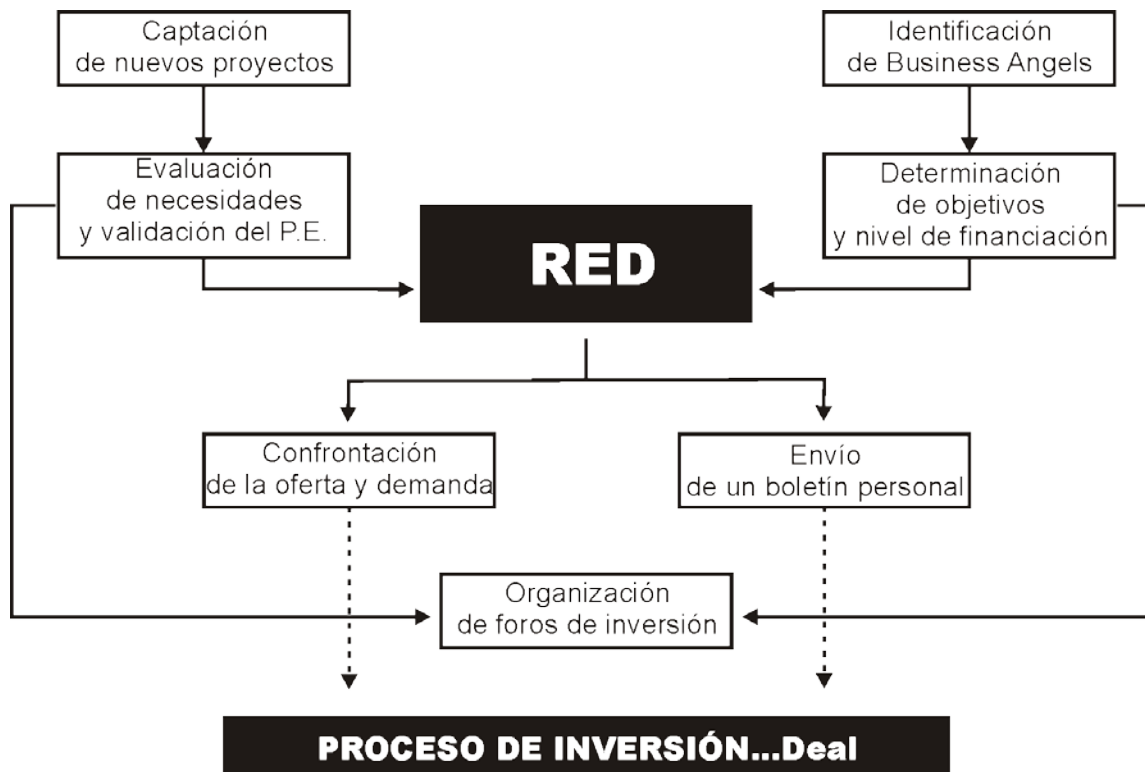 Captación
de nuevos proyectos
Identificación
de Business Angels
Evaluación
de necesidades
y validación del P.E.
Determinación
de objetivos
y nivel de financiación
RED
Confrontación
de la oferta y demanda
Envío
de un boletín personal
Organización
de foros de inversión
PROCESO DE INVERSIÓN...Deal